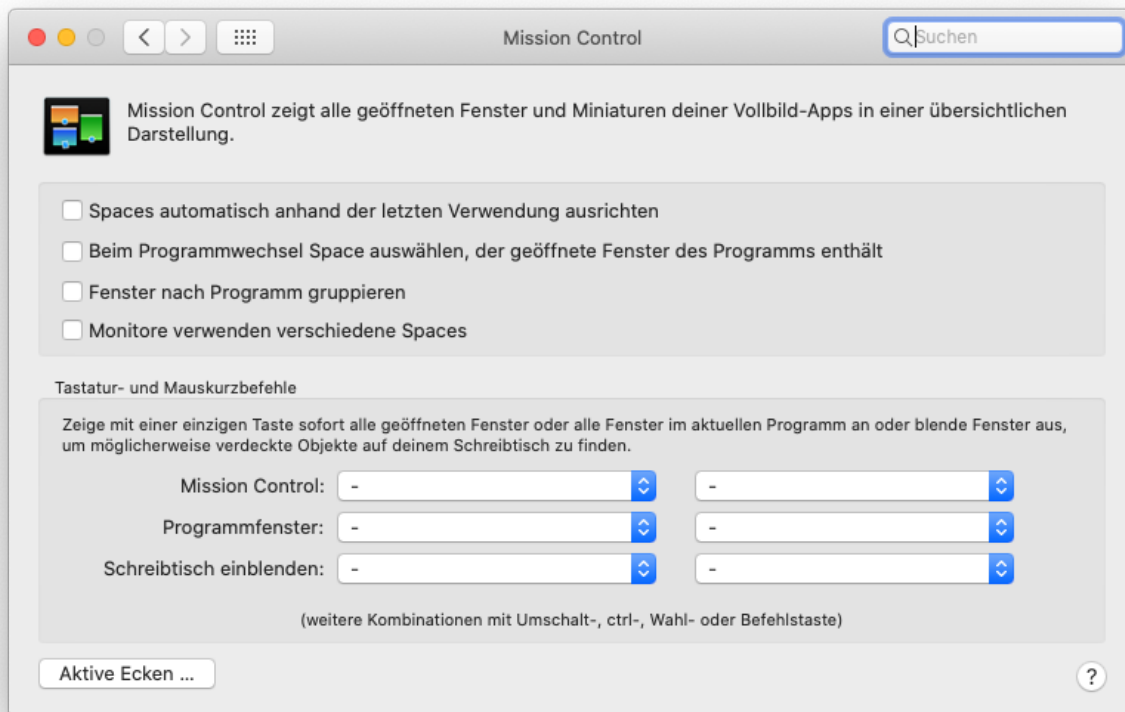 Mission Control
Suchen
Mission Control zeigt alle geöffneten Fenster und Miniaturen deiner Vollbild-Apps in einer übersichtlichen
Darstellung.
Spaces automatisch anhand der letzten Verwendung ausrichten
Beim Programmwechsel Space auswählen, der geöffnete Fenster des Programms enthält
Fenster nach Programm gruppieren
Monitore verwenden verschiedene Spaces
Tastatur- und Mauskurzbefehle
Zeige mit einer einzigen Taste sofort alle geöffneten Fenster oder alle Fenster im aktuellen Programm an oder blende Fenster aus,
um möglicherweise verdeckte Objekte auf deinem Schreibtisch zu finden.
Mission Control: - -
Programmfenster: - -
Schreibtisch einblenden: - -
(weitere Kombinationen mit Umschalt-, ctrl-, Wahl- oder Befehlstaste)
Aktive Ecken ... ?